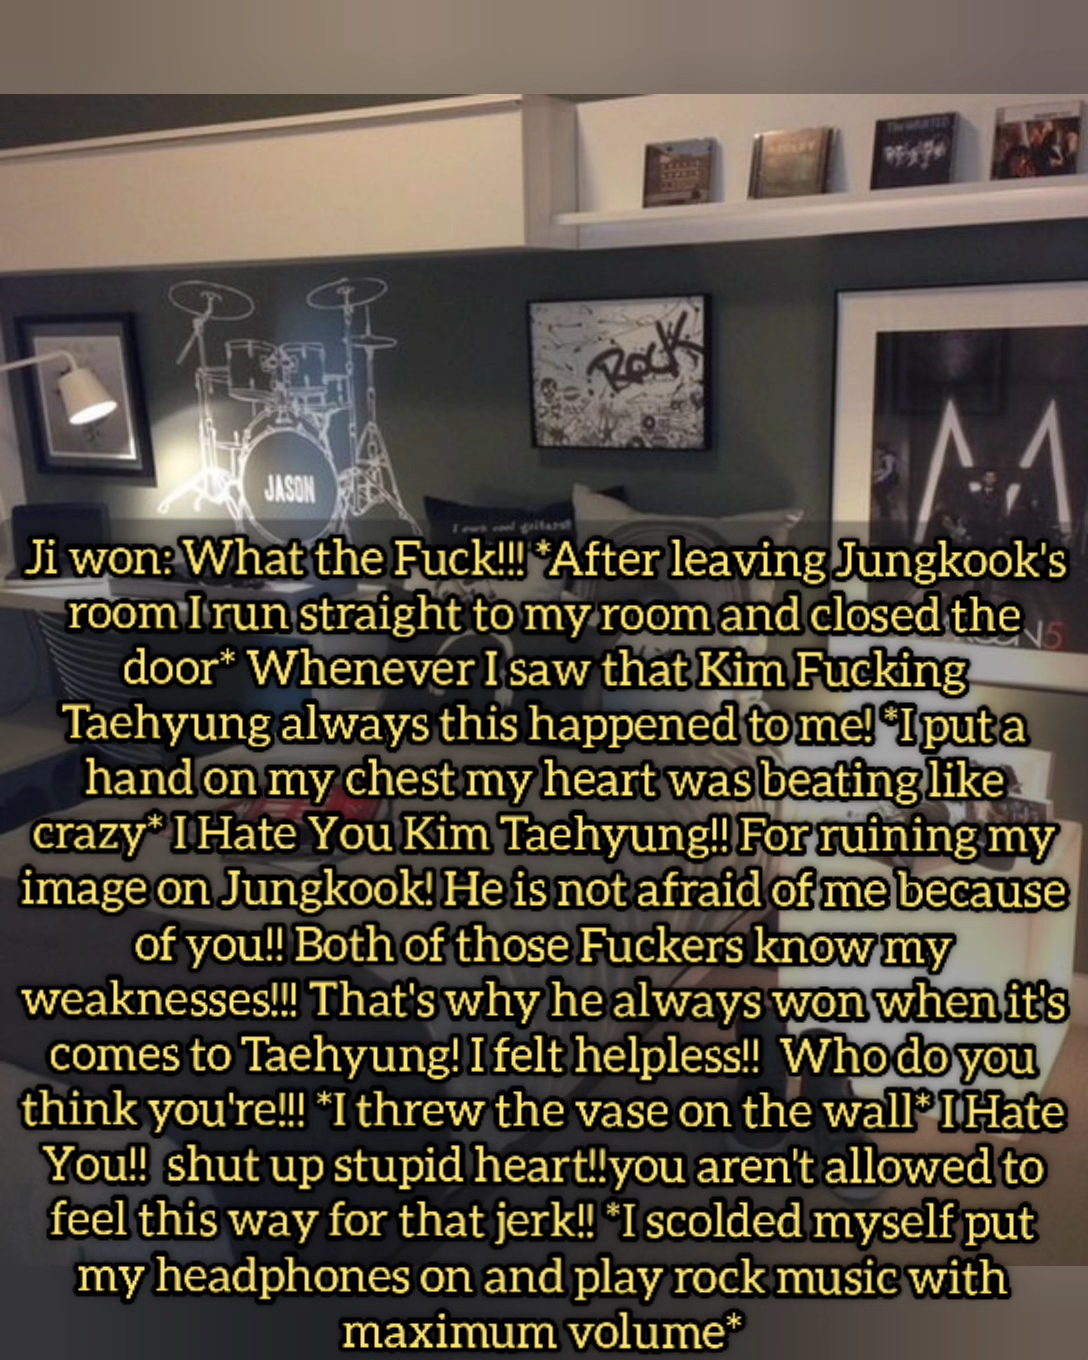 The WANTED
ROCK
JASON
I own cool guitars!
Ji won: What the Fuck!!! *After leaving Jungkook's
room I run straight to my room and closed the
door* Whenever I saw that Kim Fucking
Taehyung always this happened to me! *I put a
hand on my chest my heart was beating like
crazy* I Hate You Kim Taehyung!! For ruining my
image on Jungkook! He is not afraid of me because
of you!! Both of those Fuckers know my
weaknesses!!! That's why he always won when it's
comes to Taehyung! I felt helpless!! Who do you
think you're!!! *I threw the vase on the wall* I Hate
You!! shut up stupid heart!!you aren't allowed to
feel this way for that jerk!! *I scolded myself put
my headphones on and play rock music with
maximum volume*